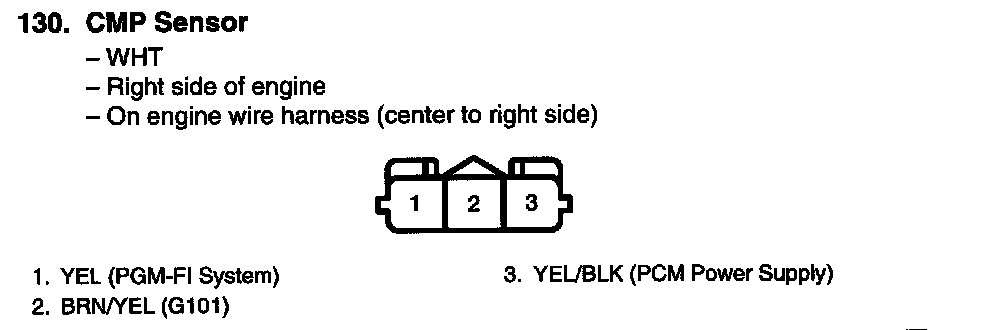 130. CMP Sensor
– WHT
– Right side of engine
– On engine wire harness (center to right side)
1 2 3
1. YEL (PGM-FI System)
3. YEL/BLK (PCM Power Supply)
2. BRN/YEL (G101)